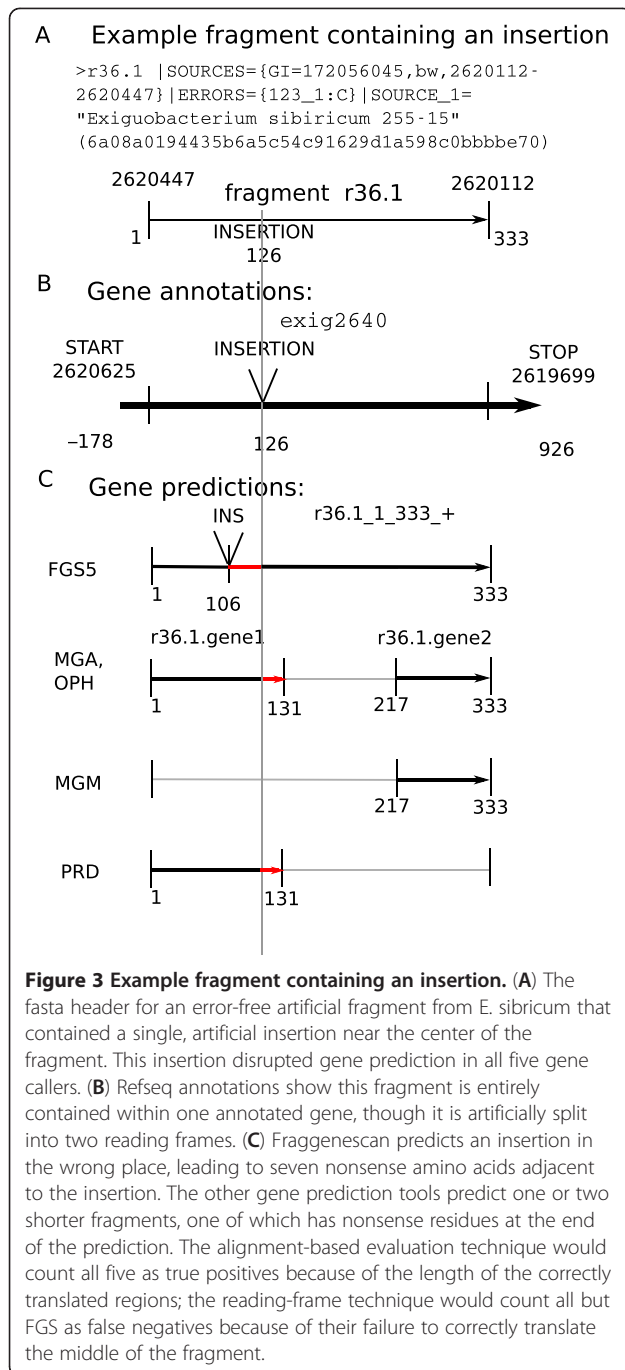 A Example fragment containing an insertion
>r36.1 |SOURCES={GI=172056045,bw,2620112-
2620447}|ERRORS={123_1:C}|SOURCE_1=
"Exiguobacterium sibiricum 255-15"
(6a08a0194435b6a5c54c91629d1a598c0bbbbe70)
2620447 fragment r36.1 2620112
1 INSERTION 333
126
B Gene annotations:
exig2640
START INSERTION STOP
2620625 2619699
–178 126 926
C Gene predictions:
INS r36.1_1_333_+
FGS5
1 106 333
r36.1.gene1 r36.1.gene2
MGA,
OPH
1 131 217 333
MGM
217 333
PRD
1 131
Figure 3 Example fragment containing an insertion. (A) The
fasta header for an error-free artificial fragment from E. sibricum that
contained a single, artificial insertion near the center of the
fragment. This insertion disrupted gene prediction in all five gene
callers. (B) Refseq annotations show this fragment is entirely
contained within one annotated gene, though it is artificially split
into two reading frames. (C) Fraggenescan predicts an insertion in
the wrong place, leading to seven nonsense amino acids adjacent
to the insertion. The other gene prediction tools predict one or two
shorter fragments, one of which has nonsense residues at the end
of the prediction. The alignment-based evaluation technique would
count all five as true positives because of the length of the correctly
translated regions; the reading-frame technique would count all but
FGS as false negatives because of their failure to correctly translate
the middle of the fragment.